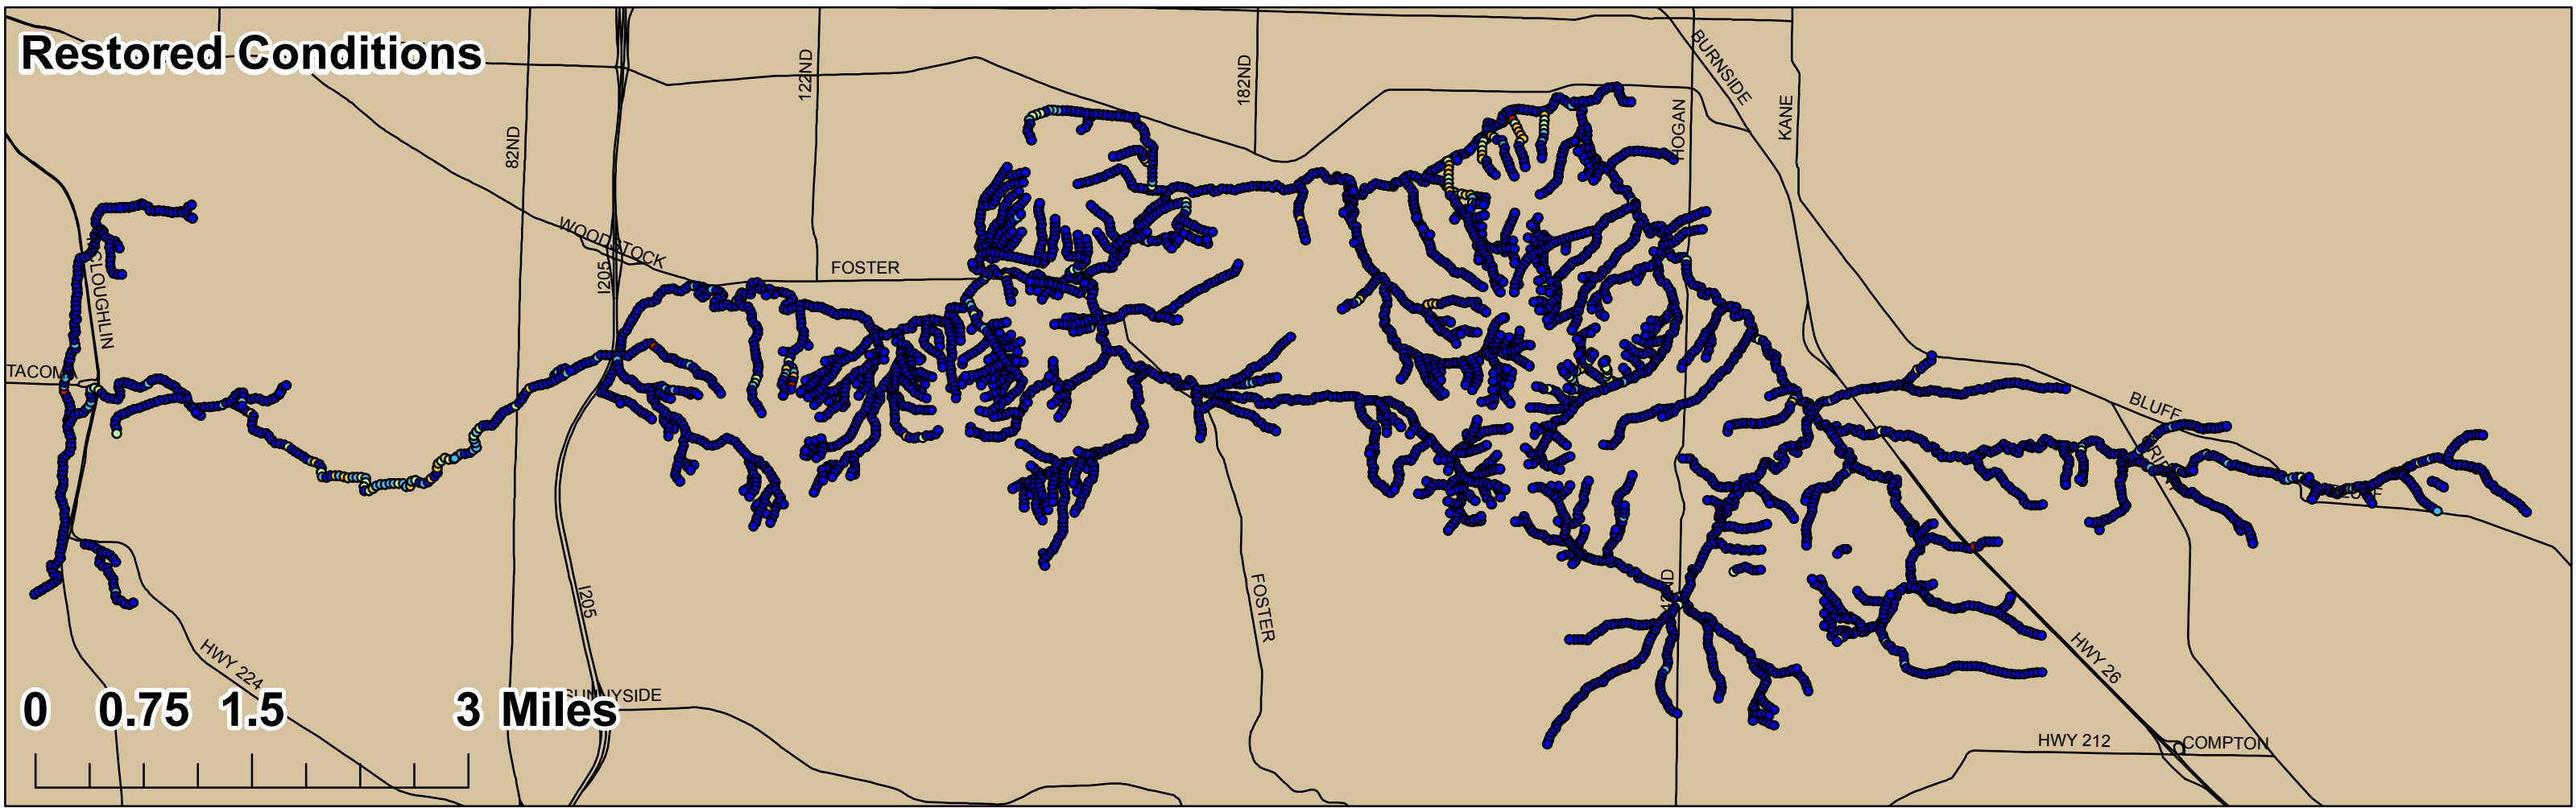 Restored Conditions
BURNSIDE
122ND
182ND
KANE
HOGAN
82ND
WOODSTOCK
FOSTER
I205
TACOMA
BLUFF
I205
FOSTER
HWY 224
HWY 26
SUNNYSIDE
0 0.75 1.5 3 Miles
HWY 212
COMPTON